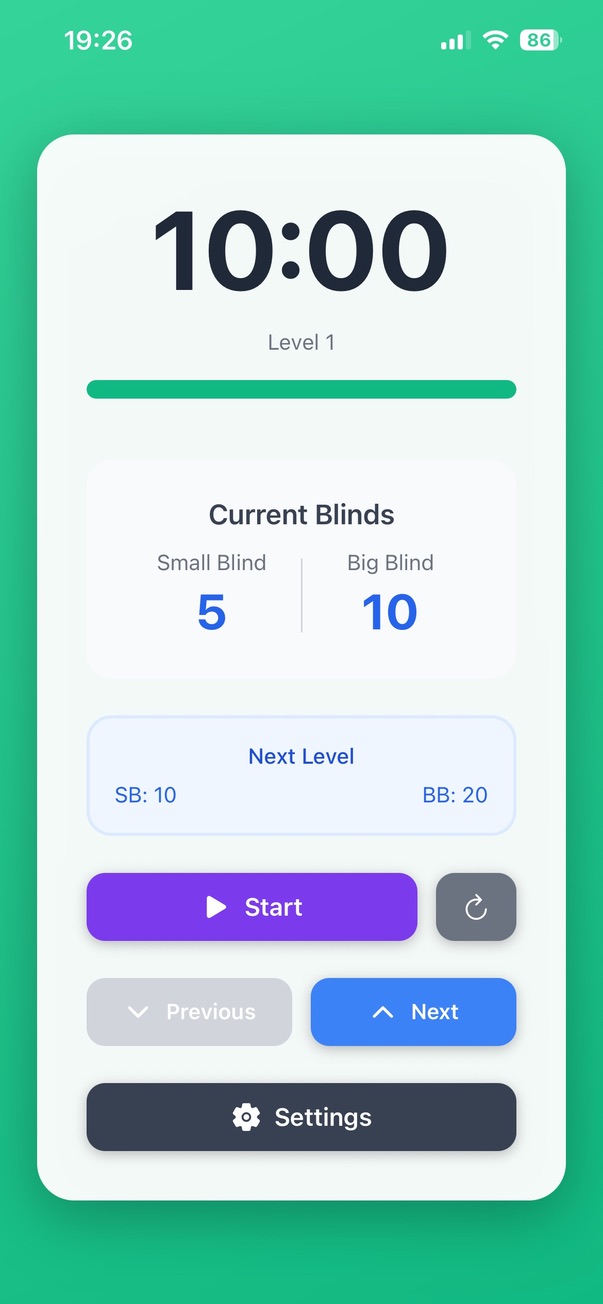 19:26
86
10:00
Level 1
Current Blinds
Small Blind Big Blind
5 10
Next Level
SB: 10 BB: 20
Start
Previous Next
Settings